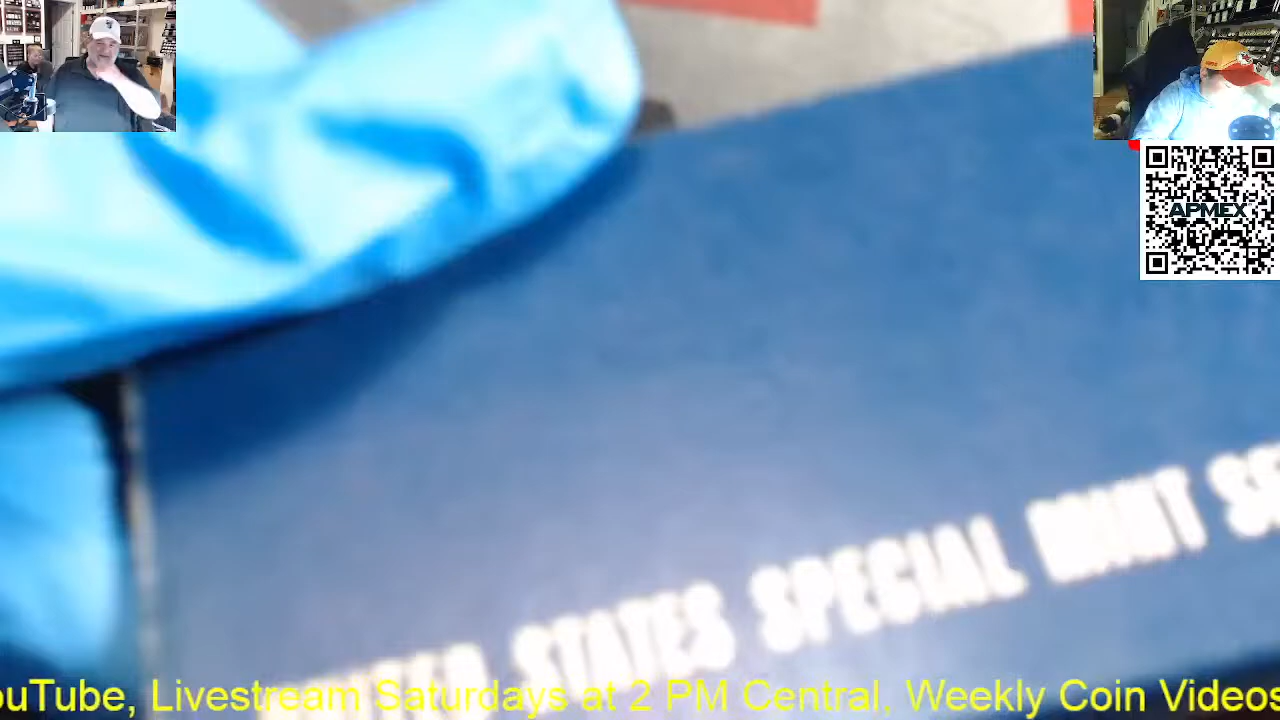 APMEX
STATES SPECIAL MINT
ouTube, Livestream Saturdays at 2 PM Central, Weekly Coin Videos